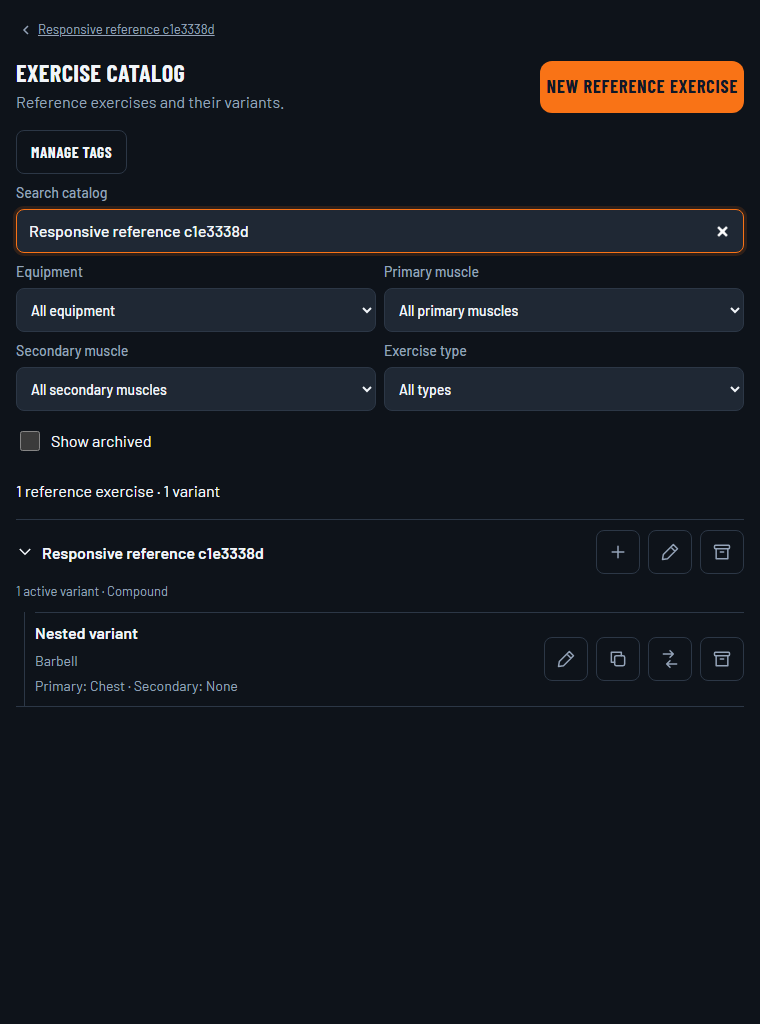 Responsive reference c1e3338d
EXERCISE CATALOG
Reference exercises and their variants.
NEW REFERENCE EXERCISE
MANAGE TAGS
Search catalog
Responsive reference c1e3338d
Equipment
Primary muscle
All equipment
All primary muscles
Secondary muscle
Exercise type
All secondary muscles
All types
Show archived
1 reference exercise · 1 variant
Responsive reference c1e3338d
1 active variant · Compound
Nested variant
Barbell
Primary: Chest · Secondary: None